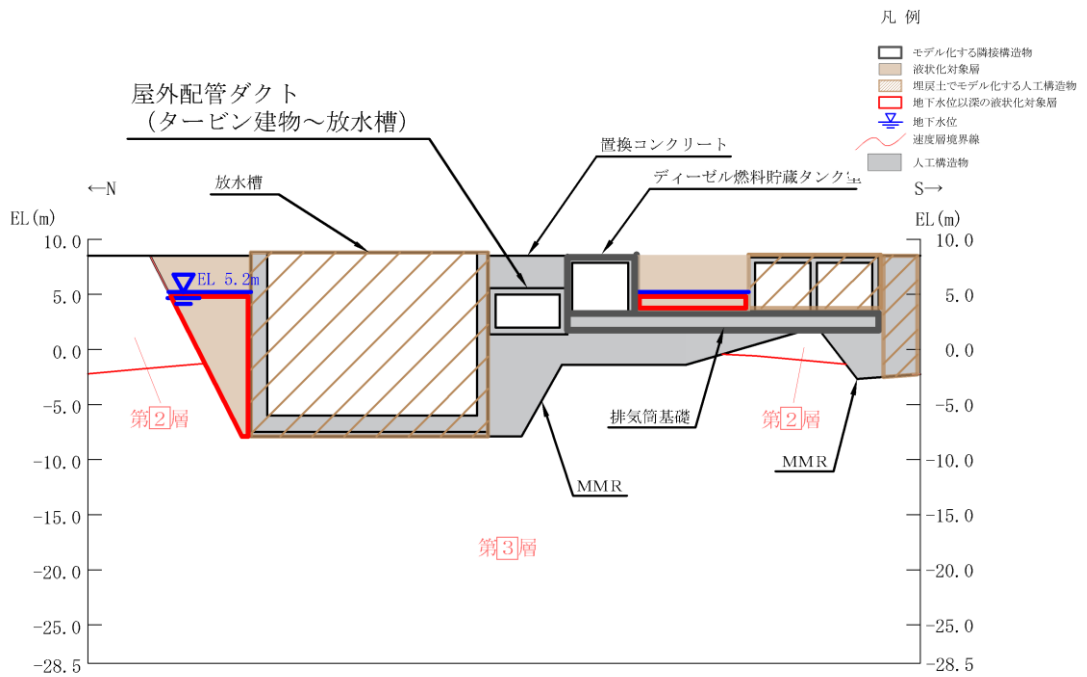 凡 例
モデル化する隣接構造物
液状化対象層
埋戻土でモデル化する人工構造物
地下水位以深の液状化対象層
地下水位
速度層境界線
人工構造物
屋外配管ダクト
（タービン建物～放水槽）
置換コンクリート
ディーゼル燃料貯蔵タンク室
放水槽
←N
S→
EL(m)
EL(m)
10.0
5.0
0.0
-5.0
-10.0
-15.0
-20.0
-25.0
-28.5
10.0
5.0
0.0
-5.0
-10.0
-15.0
-20.0
-25.0
-28.5
EL 5.2m
第2層
排気筒基礎
第2層
MMR
MMR
第3層